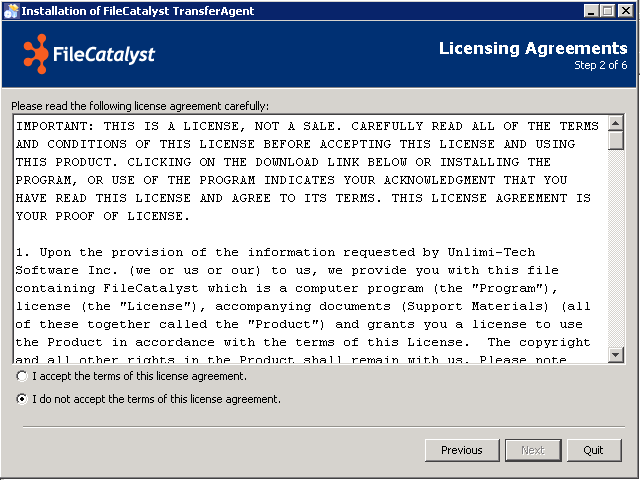 Installation of FileCatalyst TransferAgent
FileCatalyst
Licensing Agreements
Step 2 of 6
Please read the following license agreement carefully:
IMPORTANT: THIS IS A LICENSE, NOT A SALE. CAREFULLY READ ALL OF THE TERMS
AND CONDITIONS OF THIS LICENSE BEFORE ACCEPTING THIS LICENSE AND USING
THIS PRODUCT. CLICKING ON THE DOWNLOAD LINK BELOW OR INSTALLING THE
PROGRAM, OR USE OF THE PROGRAM INDICATES YOUR ACKNOWLEDGMENT THAT YOU
HAVE READ THIS LICENSE AND AGREE TO ITS TERMS. THIS LICENSE AGREEMENT IS
YOUR PROOF OF LICENSE.
1. Upon the provision of the information requested by Unlimi-Tech
Software Inc. (we or us or our) to us, we provide you with this file
containing FileCatalyst which is a computer program (the "Program"),
license (the "License"), accompanying documents (Support Materials) (all
of these together called the "Product") and grants you a license to use
the Product in accordance with the terms of this License.  The copyright
and all other rights in the Product shall remain with us. Please note
I accept the terms of this license agreement.
I do not accept the terms of this license agreement.
Previous
Next
Quit